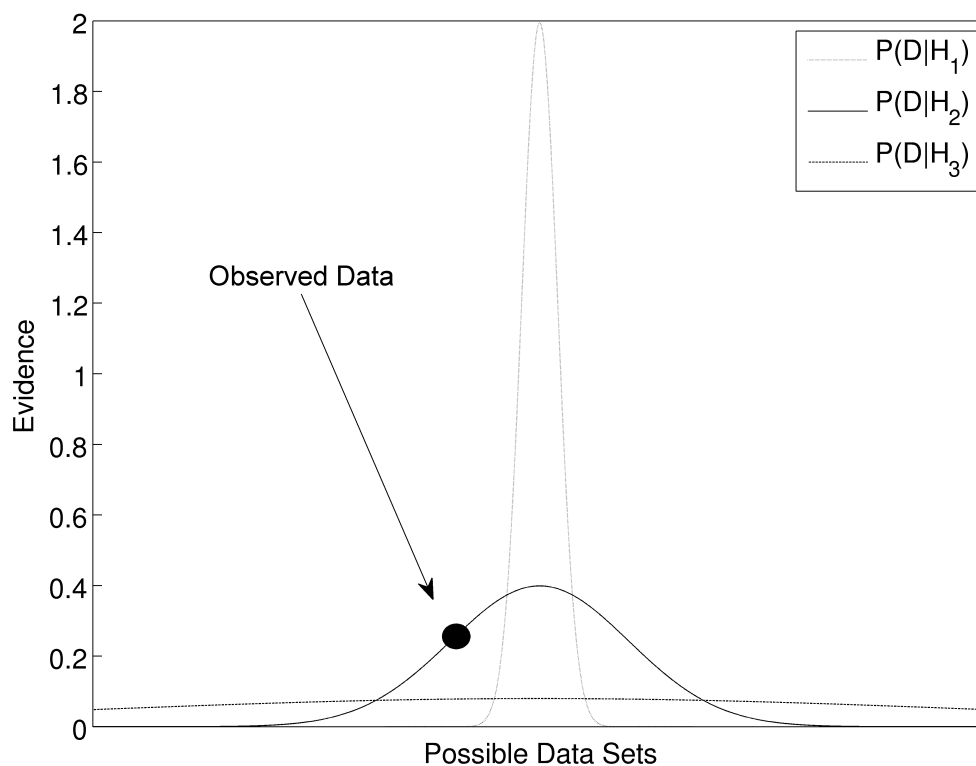 2
1.8
1.6
1.4
1.2
1
0.8
0.6
0.4
0.2
0
Evidence
Observed Data
P(D|H1)
P(D|H2)
P(D|H3)
Possible Data Sets